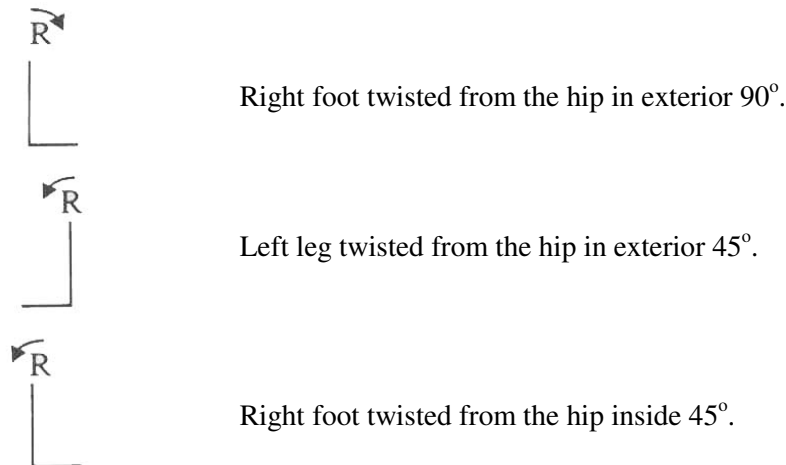 R
Right foot twisted from the hip in exterior 90°.
R
Left leg twisted from the hip in exterior 45°.
R
Right foot twisted from the hip inside 45°.